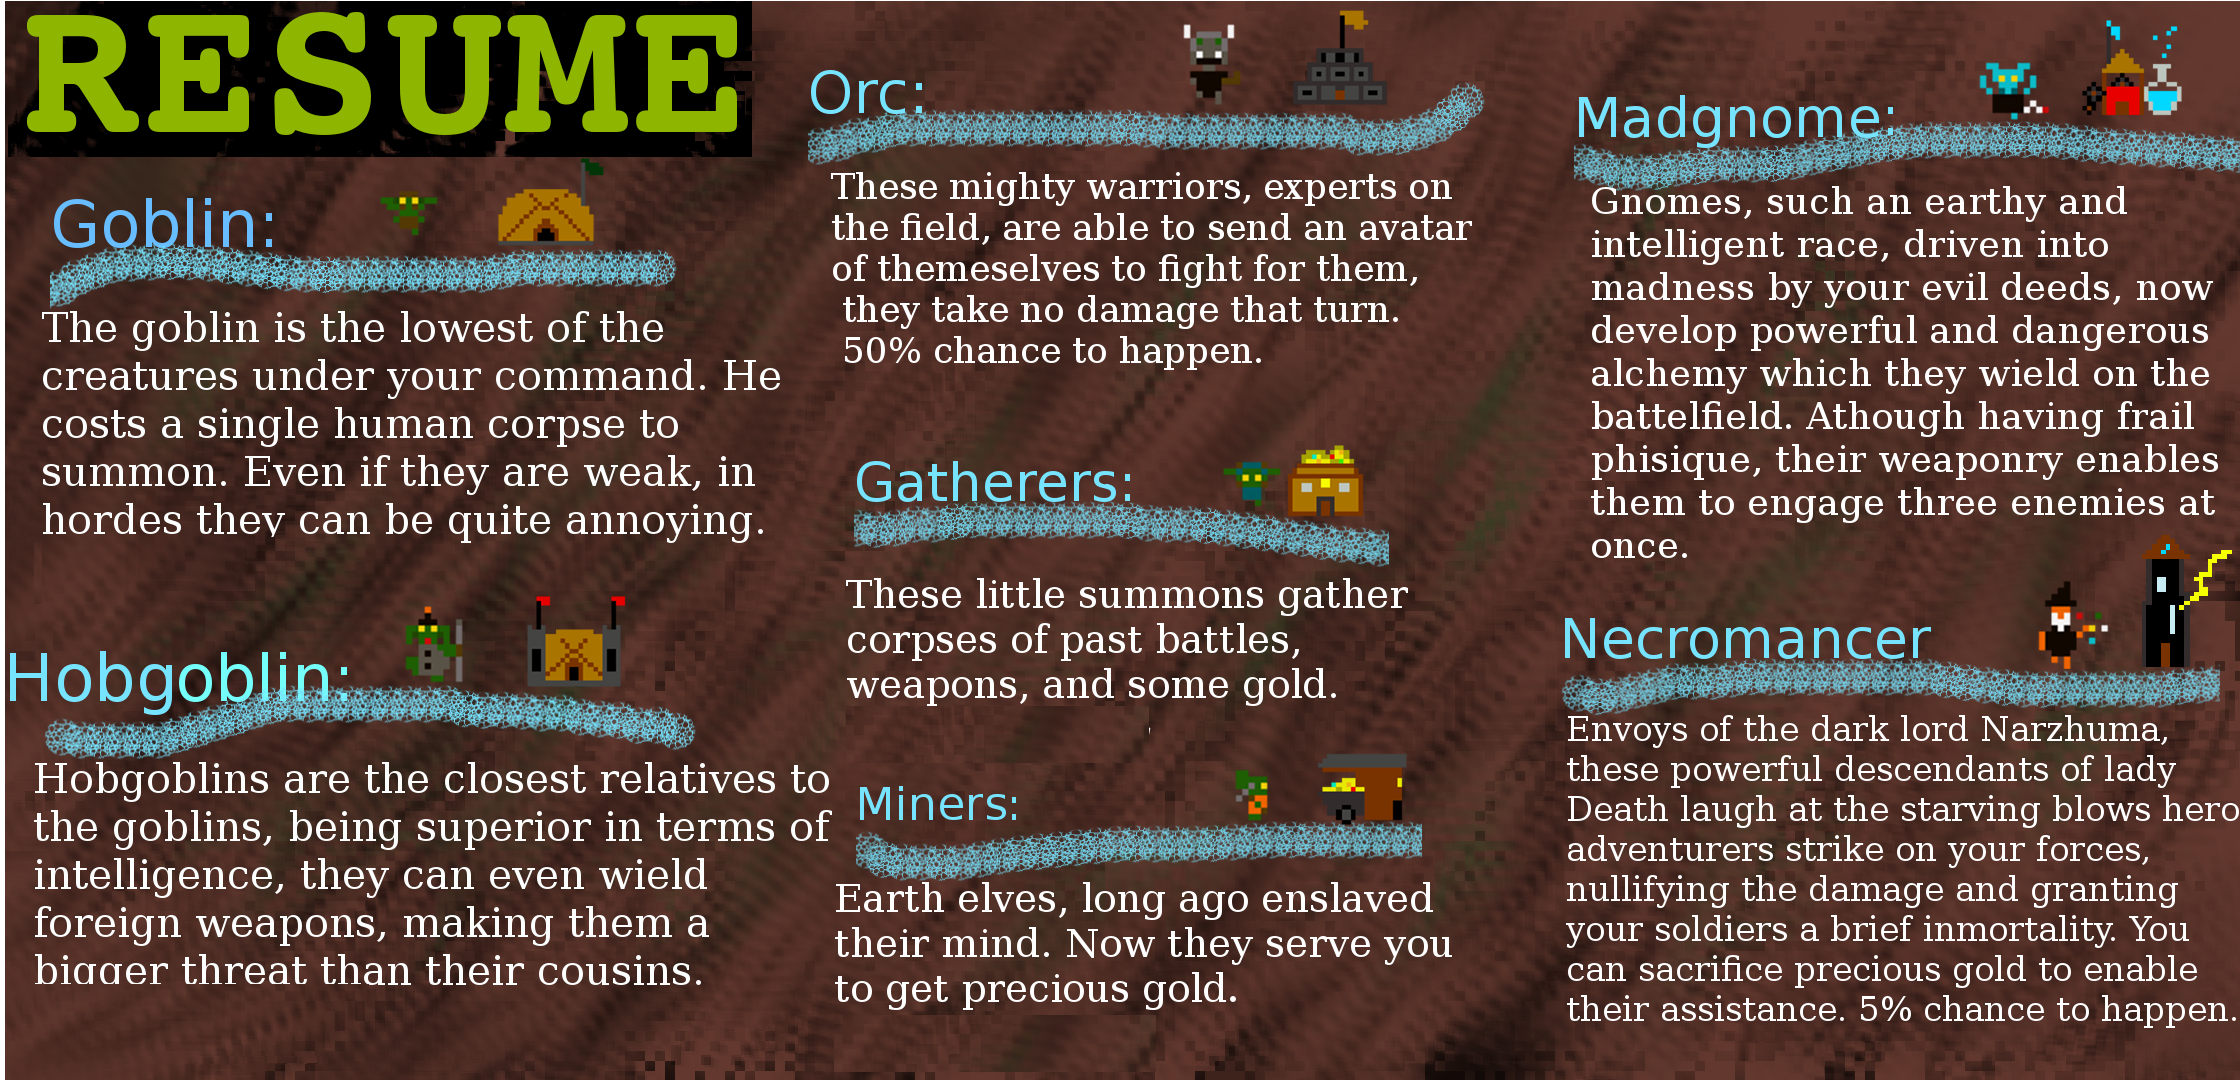 RESUME
Goblin:
The goblin is the lowest of the
creatures under your command. He
costs a single human corpse to
summon. Even if they are weak, in
hordes they can be quite annoying.
Hobgoblin:
Hobgoblins are the closest relatives to
the goblins, being superior in terms of
intelligence, they can even wield
foreign weapons, making them a
bigger threat than their cousins.
Orc:
These mighty warriors, experts on
the field, are able to send an avatar
of themeselves to fight for them,
they take no damage that turn.
50% chance to happen.
Gatherers:
These little summons gather
corpses of past battles,
weapons, and some gold.
Miners:
Earth elves, long ago enslaved
their mind. Now they serve you
to get precious gold.
Madgnome:
Gnomes, such an earthy and
intelligent race, driven into
madness by your evil deeds, now
develop powerful and dangerous
alchemy which they wield on the
battelfield. Athough having frail
phisique, their weaponry enables
them to engage three enemies at
once.
Necromancer
Envoys of the dark lord Narzhuma,
these powerful descendants of lady
Death laugh at the starving blows hero
adventurers strike on your forces,
nullifying the damage and granting
your soldiers a brief inmortality. You
can sacrifice precious gold to enable
their assistance. 5% chance to happen.